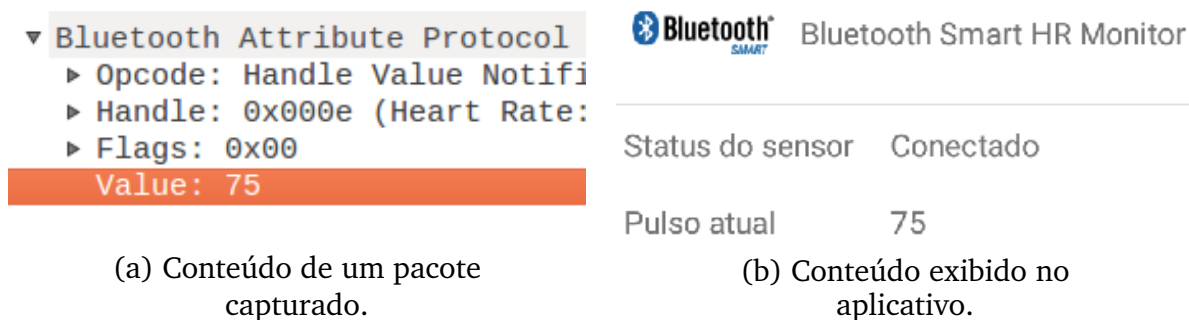 Bluetooth Attribute Protocol
Opcode: Handle Value Notifi
Handle: 0x000e (Heart Rate:
Flags: 0x00
Value: 75
(a) Conteúdo de um pacote
capturado.
Bluetooth® Bluetooth Smart HR Monitor
SMART
Status do sensor Conectado
Pulso atual 75
(b) Conteúdo exibido no
aplicativo.